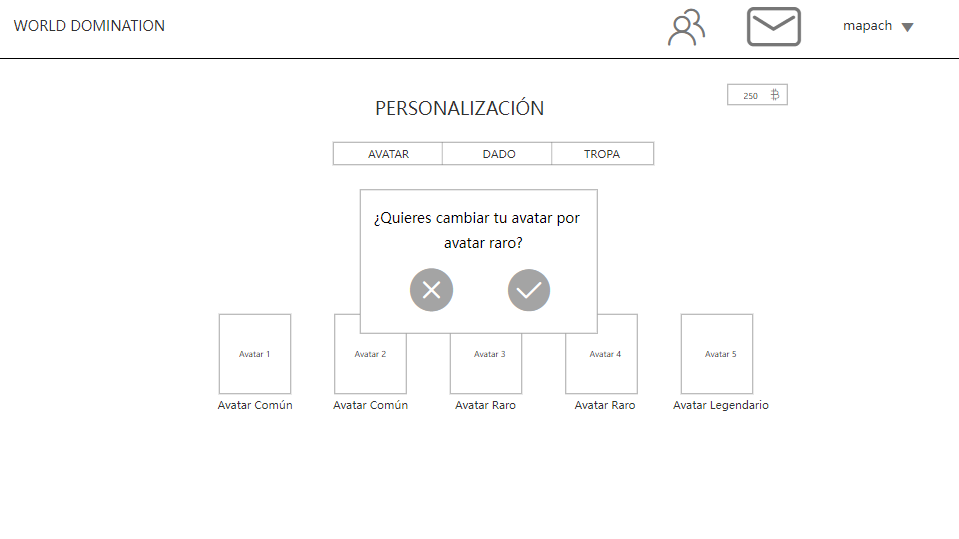 WORLD DOMINATION
mapach
250
PERSONALIZACIÓN
AVATAR
DADO
TROPA
¿Quieres cambiar tu avatar por
avatar raro?
Avatar 1
Avatar 2
Avatar 3
Avatar 4
Avatar 5
Avatar Común
Avatar Común
Avatar Raro
Avatar Raro
Avatar Legendario